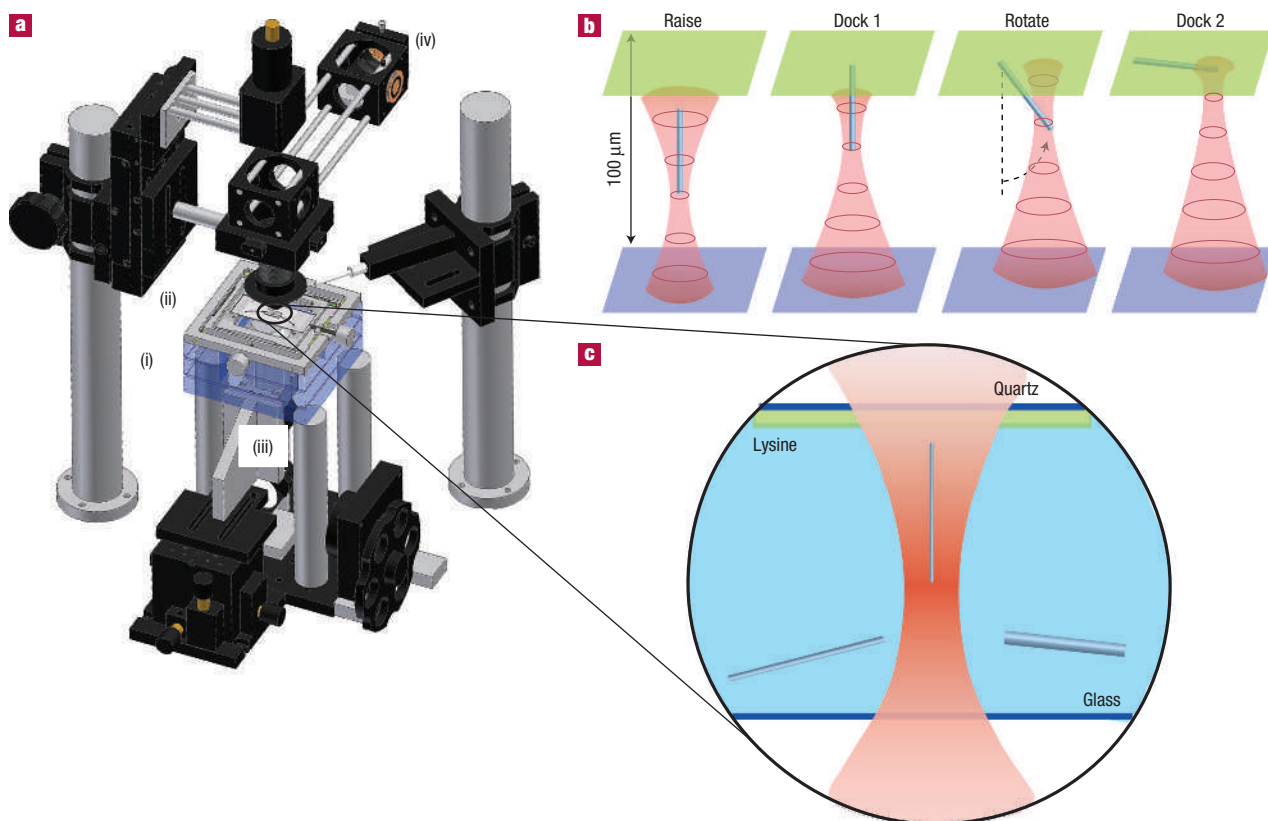 a
(iv)
(ii)
(i)
(iii)
b
Raise
Dock 1
Rotate
Dock 2
100 μm
c
Quartz
Lysine
Glass